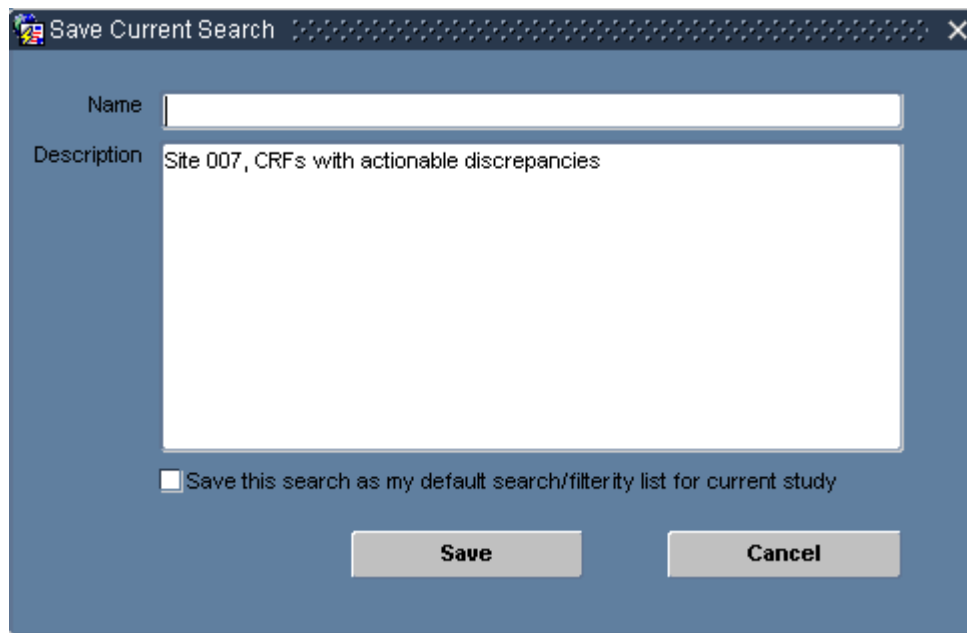 Save Current Search
Name
Description
Site 007, CRFs with actionable discrepancies
Save this search as my default search/filterity list for current study
Save
Cancel